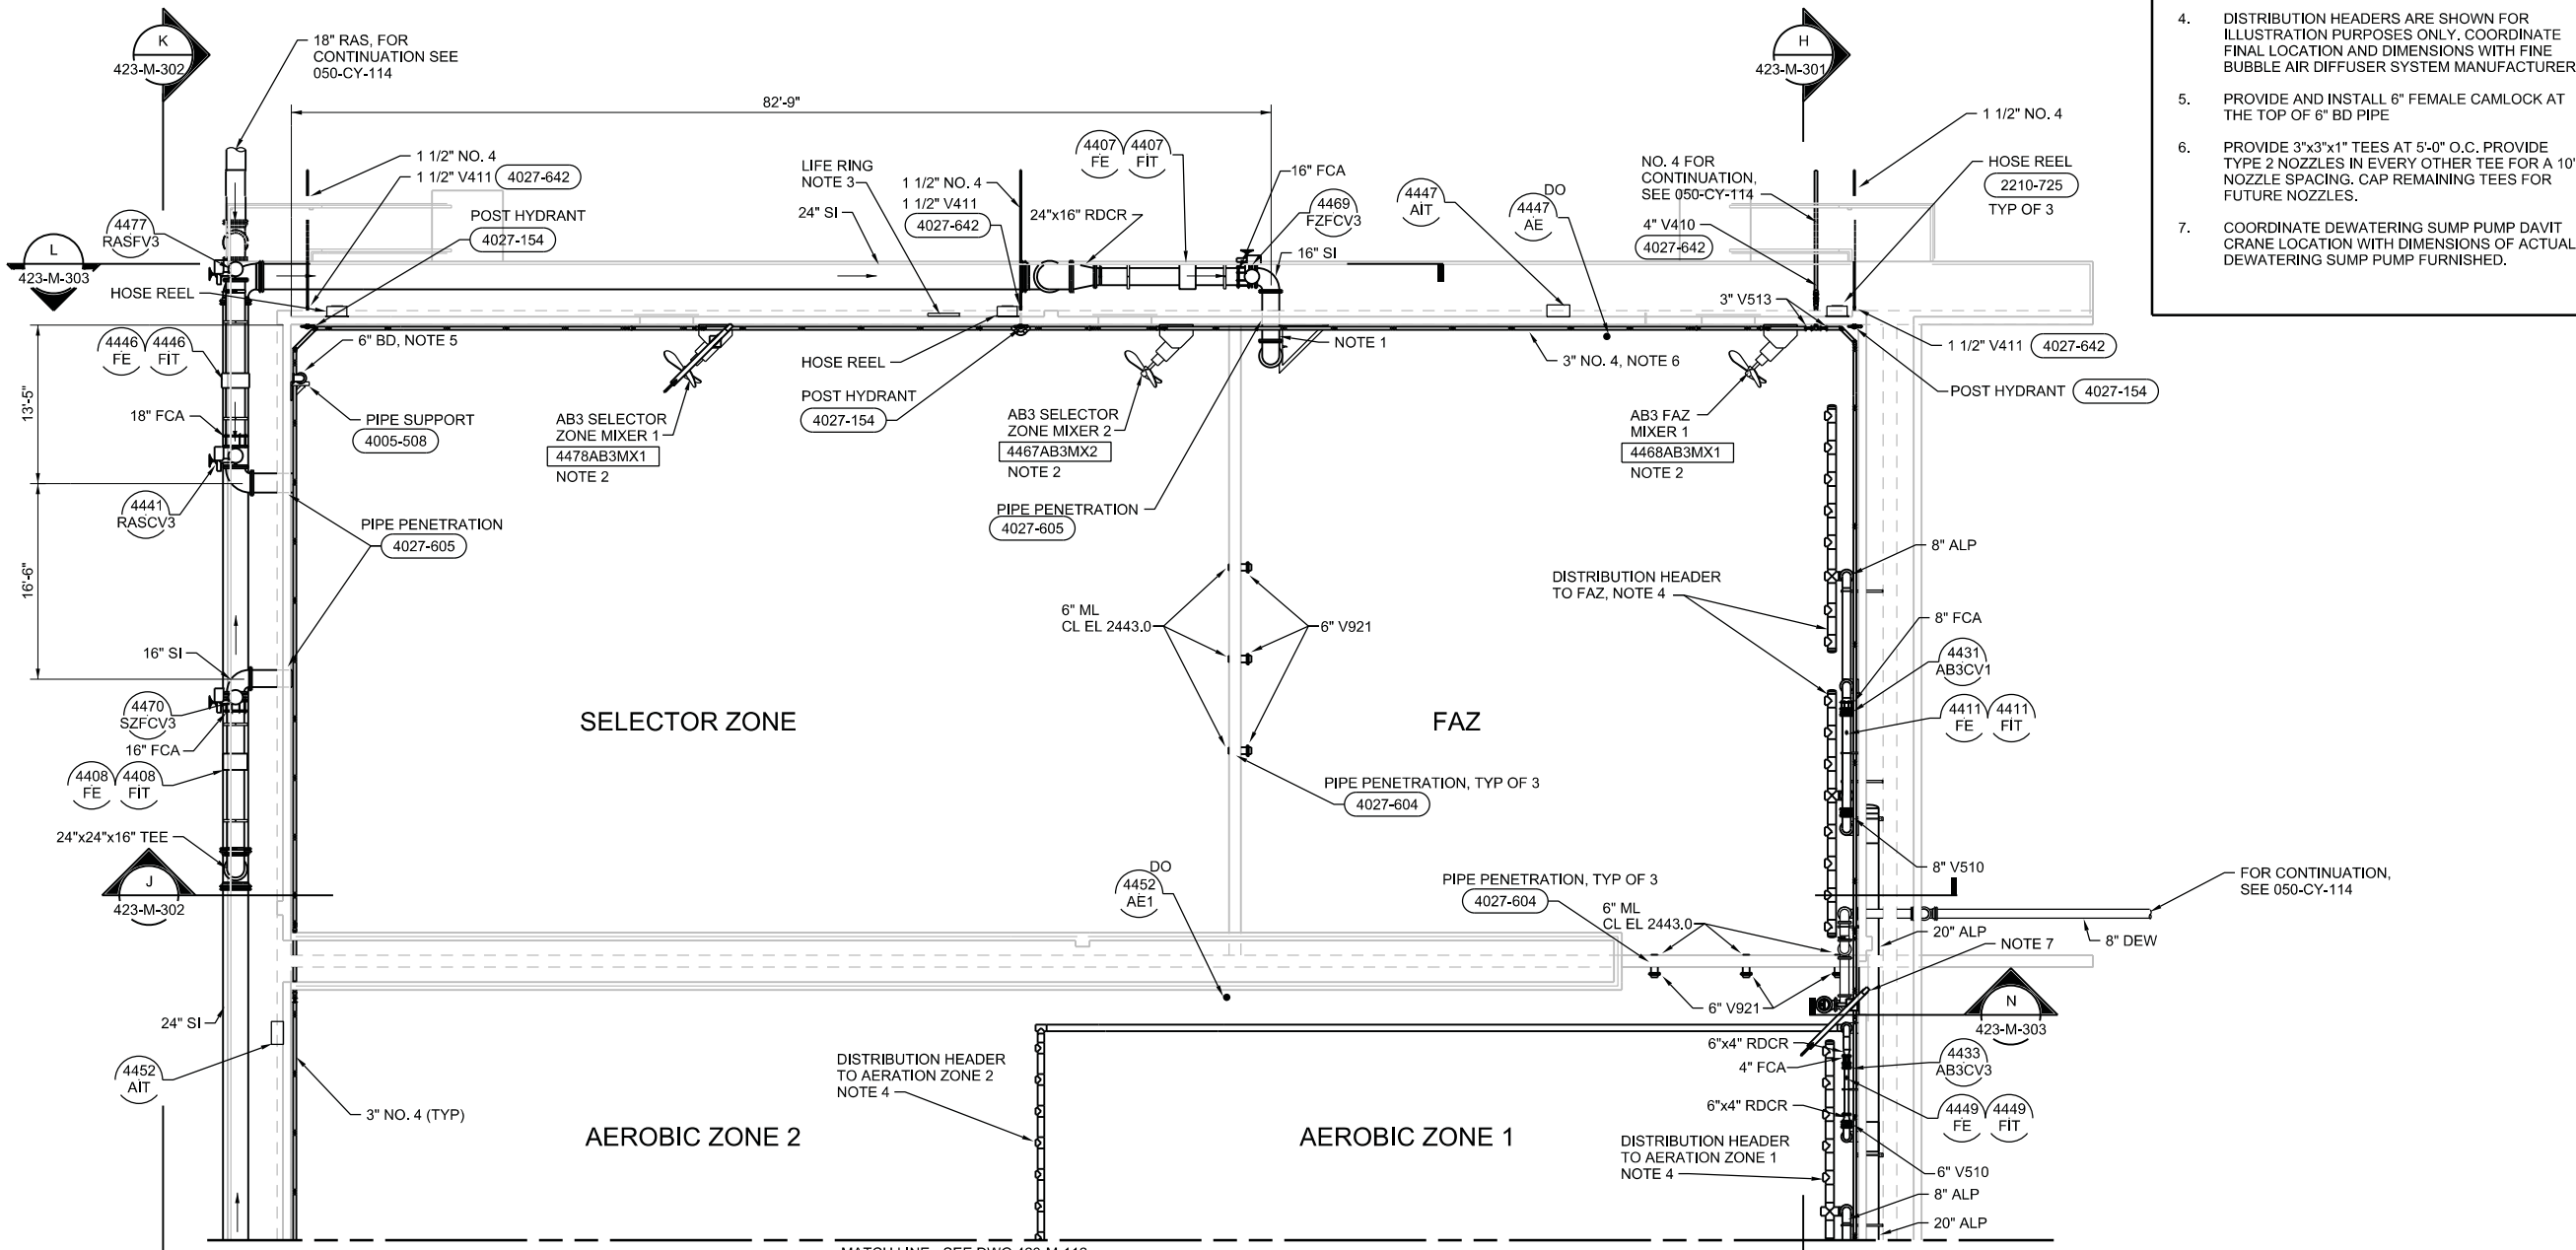 K
423-M-302
18" RAS, FOR
CONTINUATION SEE
050-CY-114
82'-9"
H
423-M-301
4. DISTRIBUTION HEADERS ARE SHOWN FOR
ILLUSTRATION PURPOSES ONLY. COORDINATE
FINAL LOCATION AND DIMENSIONS WITH FINE
BUBBLE AIR DIFFUSER SYSTEM MANUFACTURER
5. PROVIDE AND INSTALL 6" FEMALE CAMLOCK AT
THE TOP OF 6" BD PIPE
6. PROVIDE 3"x3"x1" TEES AT 5'-0" O.C. PROVIDE
TYPE 2 NOZZLES IN EVERY OTHER TEE FOR A 10'
NOZZLE SPACING. CAP REMAINING TEES FOR
FUTURE NOZZLES.
7. COORDINATE DEWATERING SUMP PUMP DAVIT
CRANE LOCATION WITH DIMENSIONS OF ACTUAL
DEWATERING SUMP PUMP FURNISHED.
1 1/2" NO. 4
1 1/2" V411 4027-642
POST HYDRANT
4027-154
4477
RASFV3
L
423-M-303
HOSE REEL
LIFE RING
NOTE 3
24" SI
1 1/2" NO. 4
1 1/2" V411
4027-642
24"x16" RDCR
4407
FE
4407
FIT
16" FCA
4469
FZFCV3
16" SI
4447
AIT
DO
4447
AE
NO. 4 FOR
CONTINUATION,
SEE 050-CY-114
4" V410
4027-642
1 1/2" NO. 4
HOSE REEL
2210-725
TYP OF 3
3" V513
4446
FE
4446
FIT
6" BD, NOTE 5
HOSE REEL
NOTE 1
3" NO. 4, NOTE 6
1 1/2" V411 4027-642
POST HYDRANT 4027-154
13'-5"
18" FCA
PIPE SUPPORT
4005-508
AB3 SELECTOR
ZONE MIXER 1
4478AB3MX1
NOTE 2
POST HYDRANT
4027-154
AB3 SELECTOR
ZONE MIXER 2
4467AB3MX2
NOTE 2
AB3 FAZ
MIXER 1
4468AB3MX1
NOTE 2
4441
RASCV3
PIPE PENETRATION
4027-605
PIPE PENETRATION
4027-605
16'-6"
8" ALP
DISTRIBUTION HEADER
TO FAZ, NOTE 4
6" ML
CL EL 2443.0
6" V921
8" FCA
4431
AB3CV1
16" SI
4470
SZFCV3
16" FCA
SELECTOR ZONE
FAZ
4411
FE
4411
FIT
4408
FE
4408
FIT
PIPE PENETRATION, TYP OF 3
4027-604
24"x24"x16" TEE
J
423-M-302
DO
4452
AE1
PIPE PENETRATION, TYP OF 3
4027-604
6" ML
CL EL 2443.0
8" V510
FOR CONTINUATION,
SEE 050-CY-114
20" ALP
8" DEW
NOTE 7
24" SI
6" V921
N
423-M-303
4452
AIT
3" NO. 4 (TYP)
DISTRIBUTION HEADER
TO AERATION ZONE 2
NOTE 4
6"x4" RDCR
4" FCA
4433
AB3CV3
6"x4" RDCR
4449
FE
4449
FIT
AEROBIC ZONE 2
AEROBIC ZONE 1
DISTRIBUTION HEADER
TO AERATION ZONE 1
NOTE 4
6" V510
8" ALP
20" ALP